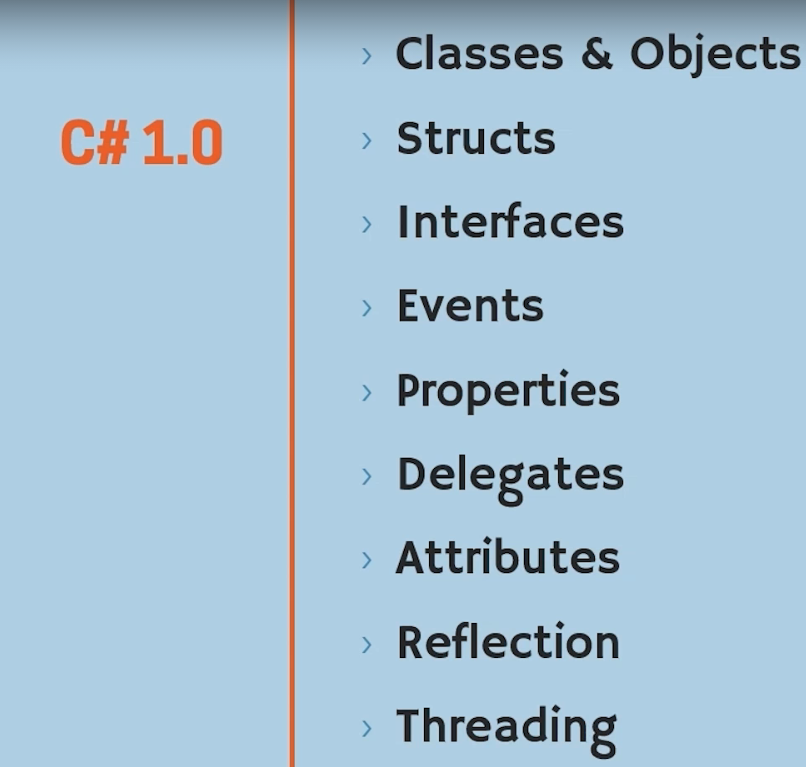 C# 1.0
› Classes & Objects
› Structs
› Interfaces
› Events
› Properties
› Delegates
› Attributes
› Reflection
› Threading